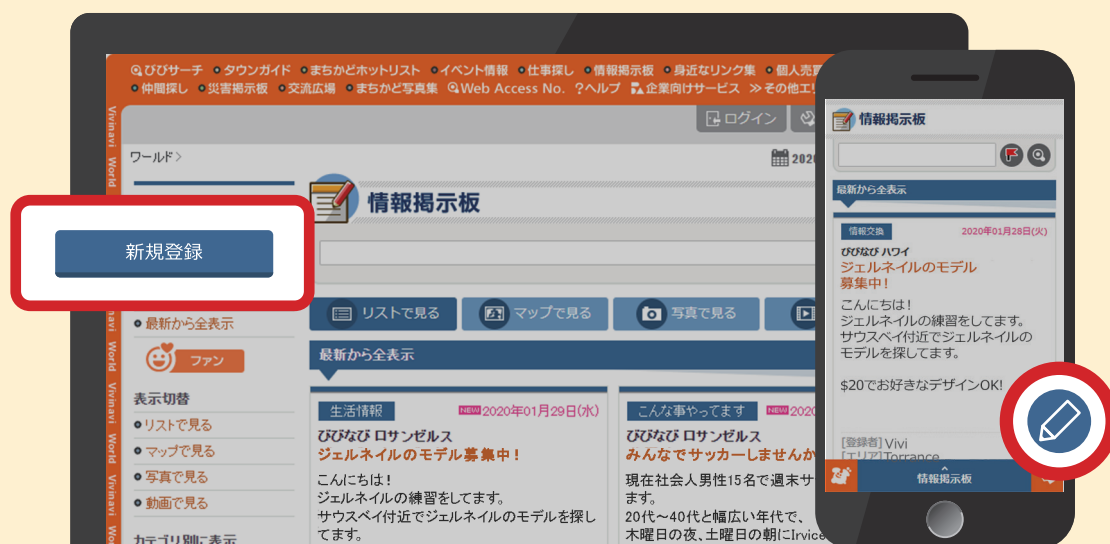 びびサーチ タウンガイド まちかどホットリスト イベント情報 仕事探し 情報掲示板 身近なリンク集 個人売買
仲間探し 災害掲示板 交流広場 まちかど写真集 Web Access No. ?ヘルプ 企業向けサービス ≫その他エリ
Vivinavi World
ログイン
ワールド>
2020
情報掲示板
新規登録
最新から全表示
ファン
表示切替
リストで見る
マップで見る
写真で見る
動画で見る
カテゴリ別に表示
リストで見る
マップで見る
写真で見る
最新から全表示
生活情報
NEW 2020年01月29日(水)
びびなび ロサンゼルス
ジェルネイルのモデル募集中!
こんにちは!
ジェルネイルの練習をしてます。
サウスベイ付近でジェルネイルのモデルを探し
てます。
こんな事やってます
NEW 2020
びびなび ロサンゼルス
みんなでサッカーしませんか
現在社会人男性15名で週末サ
ます。
20代〜40代と幅広い年代で、
木曜日の夜、土曜日の朝にIrvine
情報掲示板
最新から全表示
情報交換
2020年01月28日(火)
びびなび ハワイ
ジェルネイルのモデル
募集中!
こんにちは!
ジェルネイルの練習をしてます。
サウスベイ付近でジェルネイルの
モデルを探してます。
$20でお好きなデザインOK!
[登録者] Vivi
[エリア] Torrance
情報掲示板